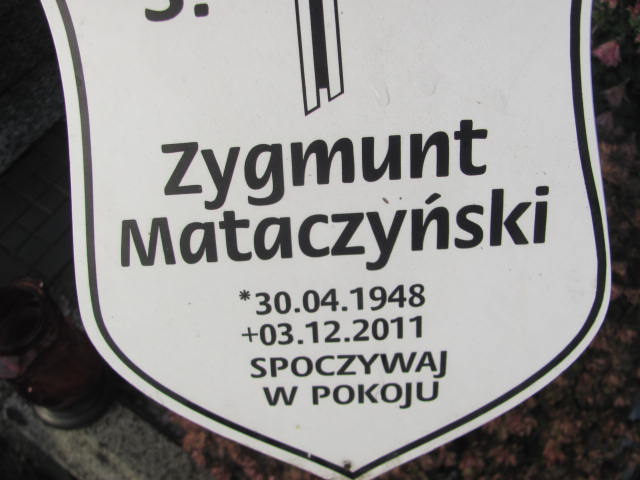 Zygmunt
Mataczyński
*30.04.1948
+03.12.2011
SPOCZYWAJ
W POKOJU